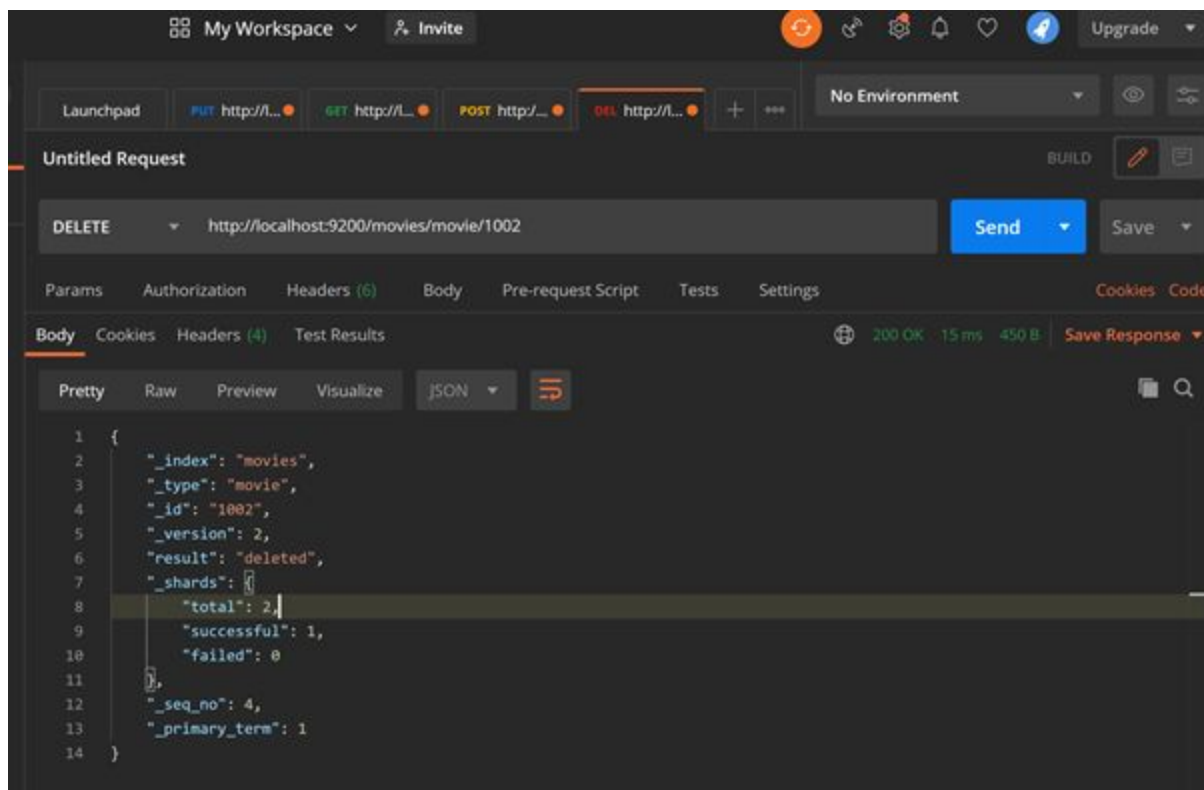 My Workspace Invite Upgrade
Launchpad PUT http://l... GET http://l... POST http:/... DEL http://l... No Environment
Untitled Request BUILD
DELETE http://localhost:9200/movies/movie/1002 Send Save
Params Authorization Headers (6) Body Pre-request Script Tests Settings Cookies Code
Body Cookies Headers (4) Test Results 200 OK 15 ms 450 B Save Response
Pretty Raw Preview Visualize JSON
1 {
2 "_index": "movies",
3 "_type": "movie",
4 "_id": "1002",
5 "_version": 2,
6 "result": "deleted",
7 "_shards": {
8 "total": 2,
9 "successful": 1,
10 "failed": 0
11 },
12 "_seq_no": 4,
13 "_primary_term": 1
14 }